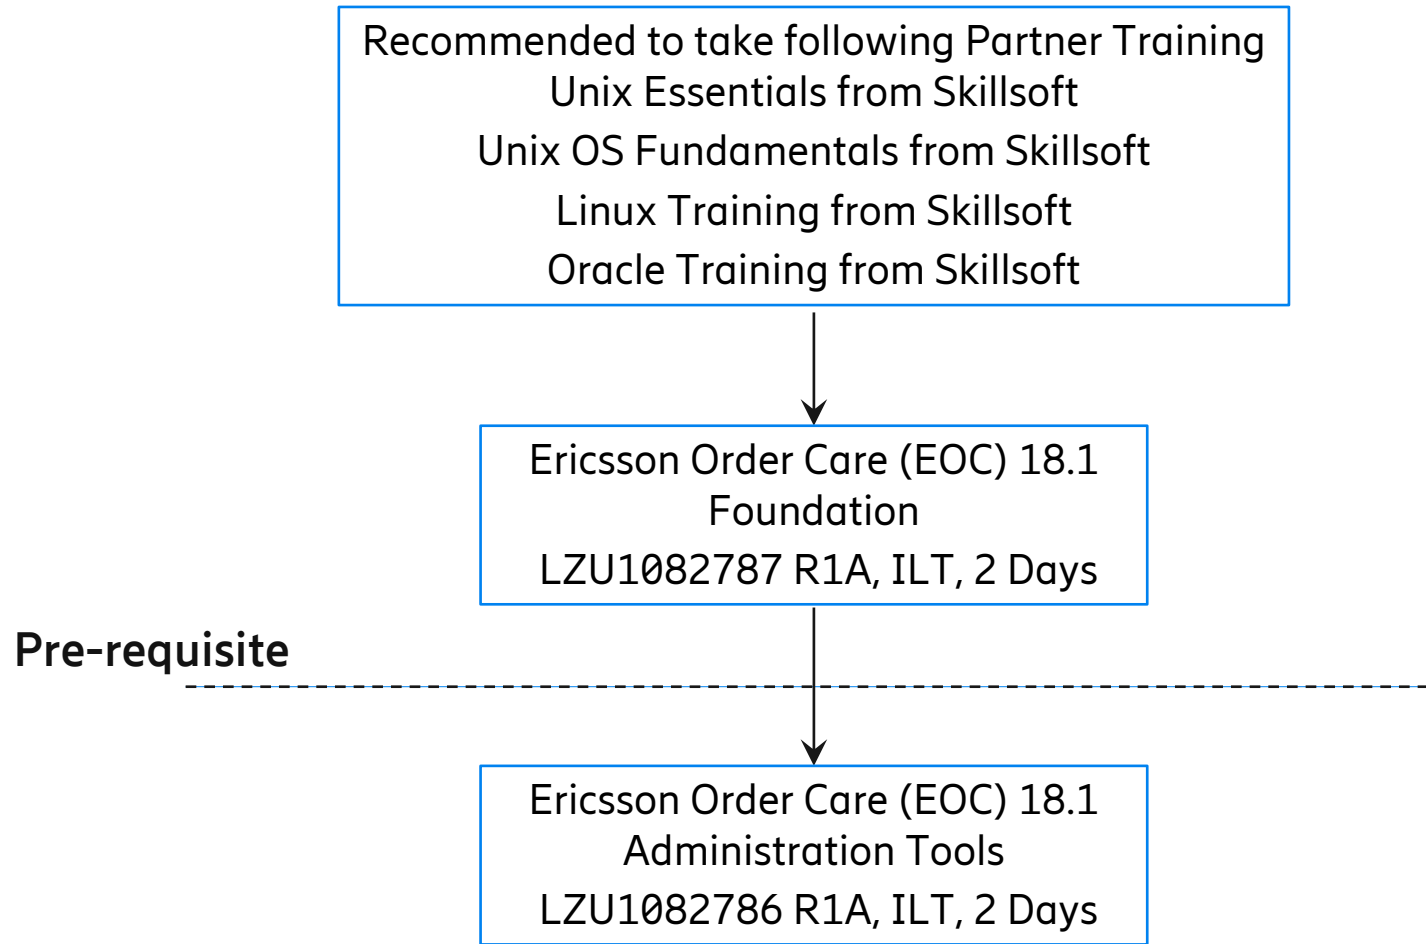 Recommended to take following Partner Training
Unix Essentials from Skillsoft
Unix OS Fundamentals from Skillsoft
Linux Training from Skillsoft
Oracle Training from Skillsoft
Ericsson Order Care (EOC) 18.1
Foundation
LZU1082787 R1A, ILT, 2 Days
Pre-requisite
Ericsson Order Care (EOC) 18.1
Administration Tools
LZU1082786 R1A, ILT, 2 Days